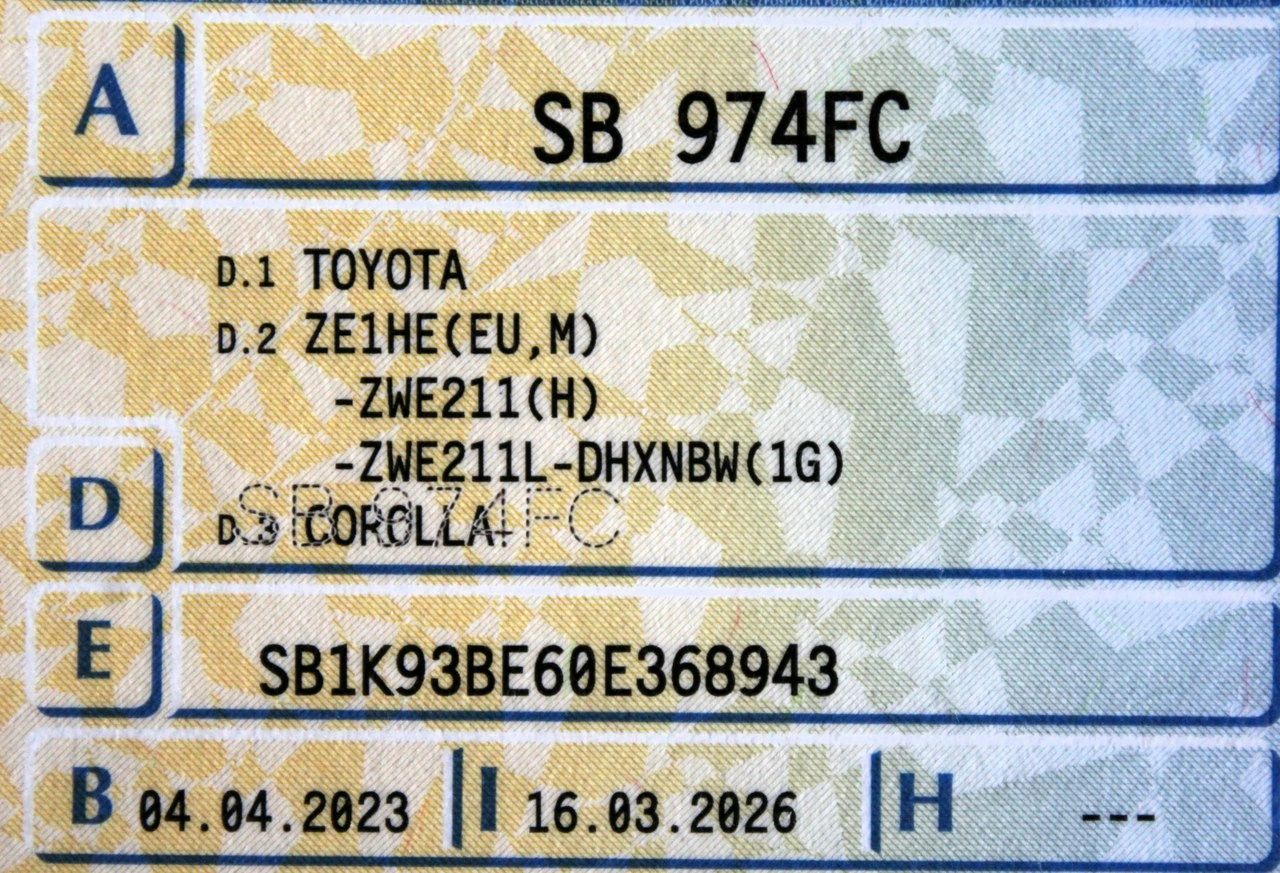 A SB 974FC
D.1 TOYOTA
D.2 ZE1HE(EU,M)
-ZWE211(H)
-ZWE211L-DHXNBW(1G)
SB 974FC
D D.3 COROLLA
E SB1K93BE60E368943
B 04.04.2023 I 16.03.2026 H ---